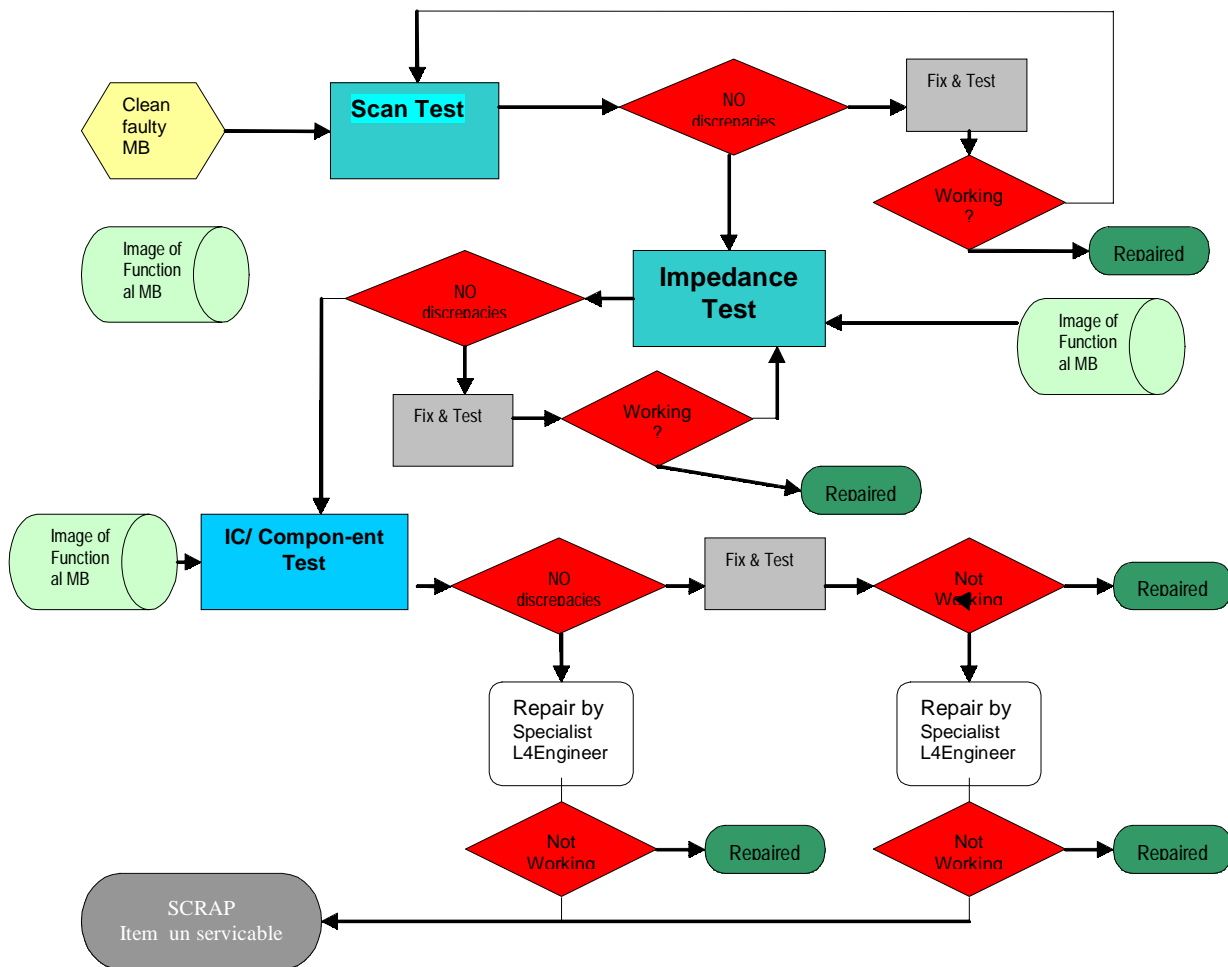 Clean
faulty
MB
Scan Test
NO
discrepacies
Fix & Test
Working
?
Repaired
Image of
Function
al MB
NO
discrepacies
Impedance
Test
Image of
Function
al MB
Fix & Test
Working
?
Repaired
Image of
Function
al MB
IC/ Compon-ent
Test
NO
discrepacies
Fix & Test
Not
Working
Repaired
Repair by
Specialist
L4Engineer
Repair by
Specialist
L4Engineer
Not
Working
Repaired
Not
Working
Repaired
SCRAP
Item un servicable